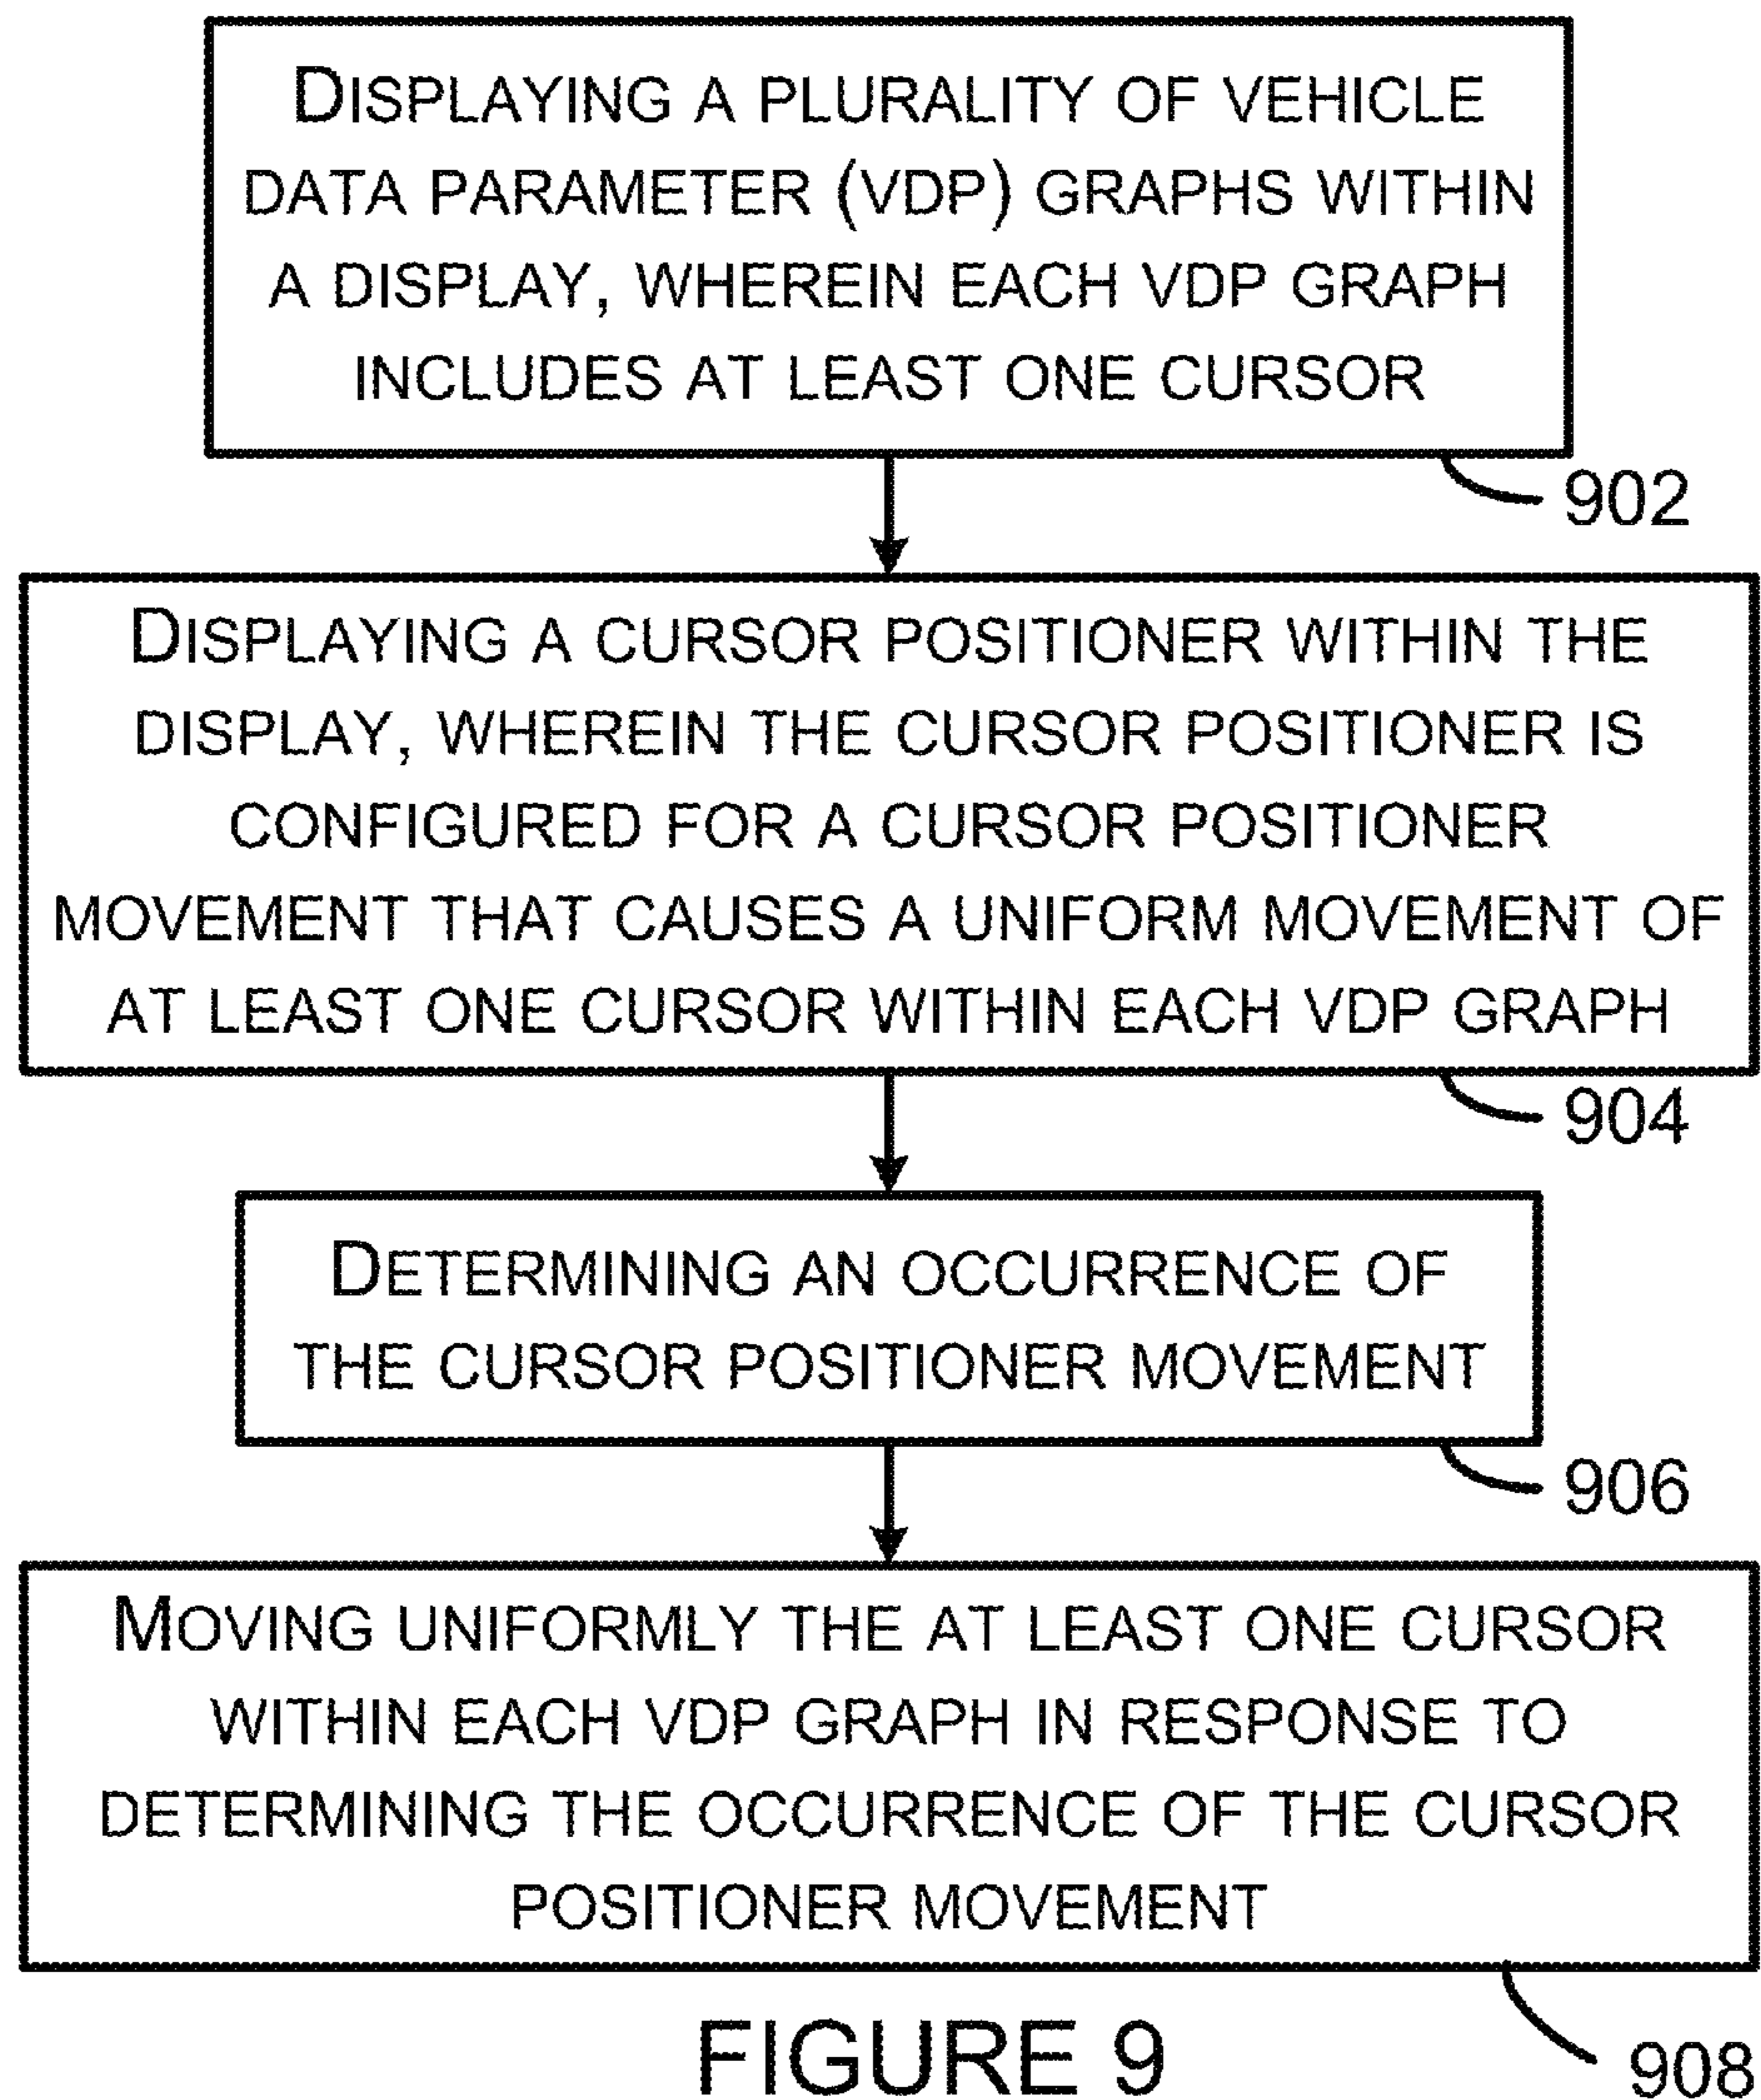 DISPLAYING A PLURALITY OF VEHICLE
DATA PARAMETER (VDP) GRAPHS WITHIN
A DISPLAY, WHEREIN EACH VDP GRAPH
INCLUDES AT LEAST ONE CURSOR
902
DISPLAYING A CURSOR POSITIONER WITHIN THE
DISPLAY, WHEREIN THE CURSOR POSITIONER IS
CONFIGURED FOR A CURSOR POSITIONER
MOVEMENT THAT CAUSES A UNIFORM MOVEMENT OF
AT LEAST ONE CURSOR WITHIN EACH VDP GRAPH
904
DETERMINING AN OCCURRENCE OF
THE CURSOR POSITIONER MOVEMENT
906
MOVING UNIFORMLY THE AT LEAST ONE CURSOR
WITHIN EACH VDP GRAPH IN RESPONSE TO
DETERMINING THE OCCURRENCE OF THE CURSOR
POSITIONER MOVEMENT
908
FIGURE 9